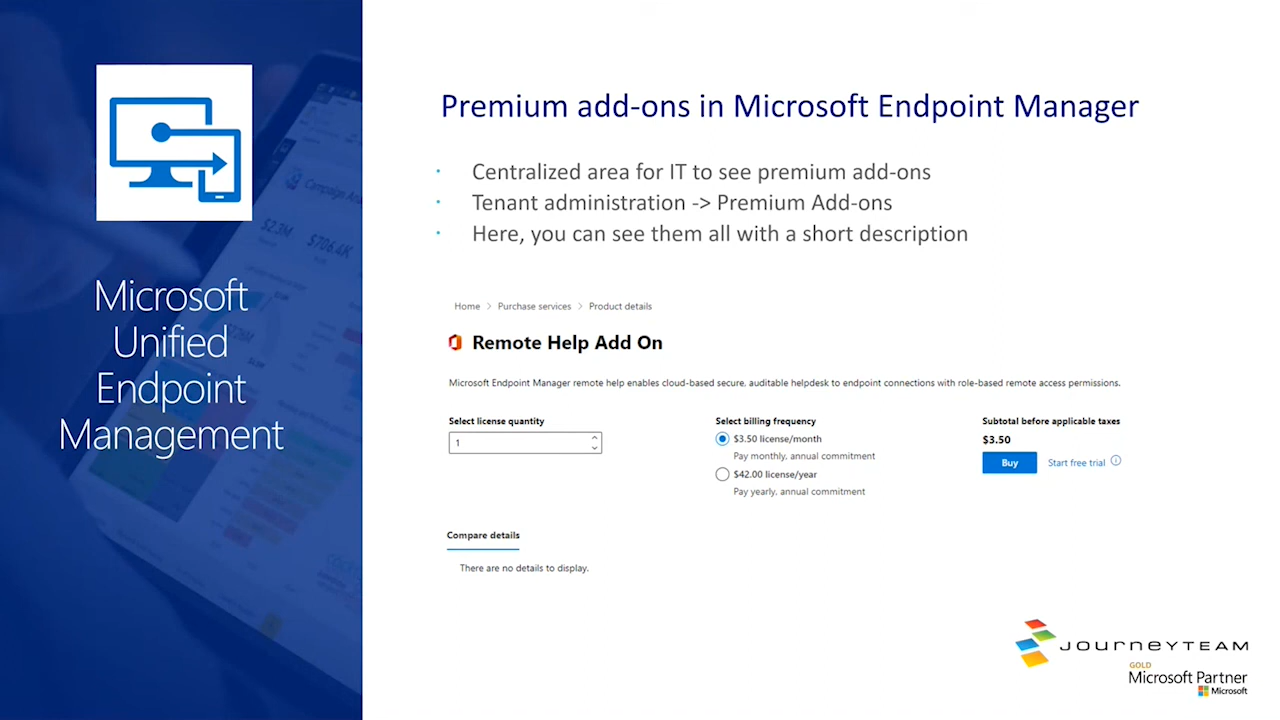 Microsoft
Unified
Endpoint
Management
Premium add-ons in Microsoft Endpoint Manager
· Centralized area for IT to see premium add-ons
· Tenant administration -> Premium Add-ons
· Here, you can see them all with a short description
Home > Purchase services > Product details
Remote Help Add On
Microsoft Endpoint Manager remote help enables cloud-based secure, auditable helpdesk to endpoint connections with role-based remote access permissions.
Select license quantity
1
Select billing frequency
$3.50 license/month
Pay monthly, annual commitment
$42.00 license/year
Pay yearly, annual commitment
Subtotal before applicable taxes
$3.50
Buy
Start free trial
Compare details
There are no details to display.
JOURNEYTEAM
GOLD
Microsoft Partner
Microsoft
$2.3M
$706.4K